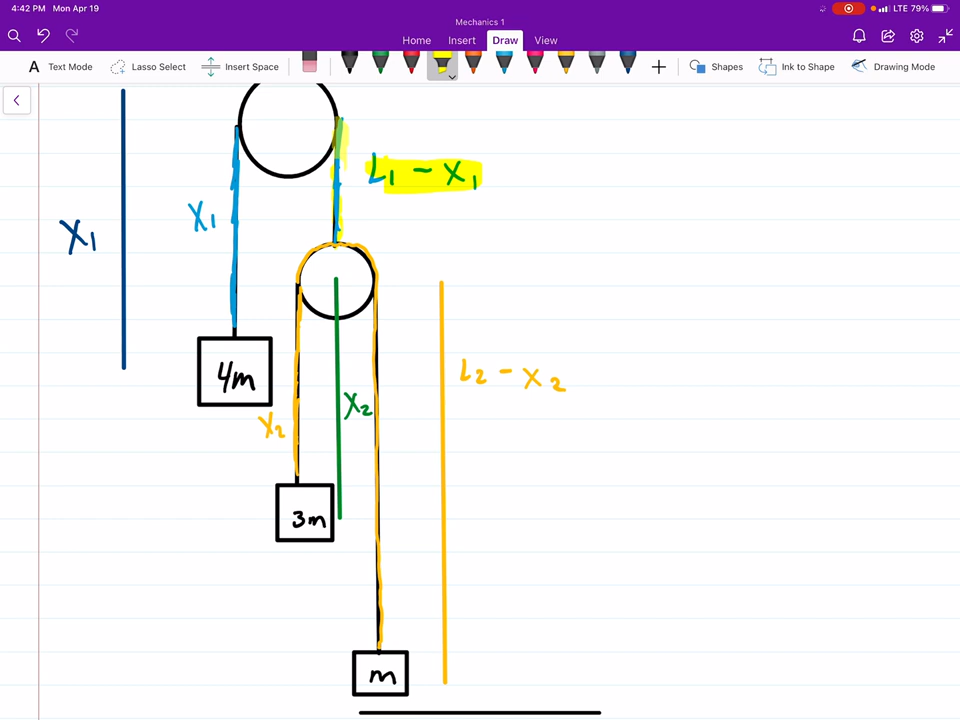 4:42 PM Mon Apr 19
LTE 79%
Mechanics 1
Home Insert Draw View
A Text Mode Lasso Select Insert Space Shapes Ink to Shape Drawing Mode
L₁ - X₁
X₁
X₁
4m
L₂ - X₂
X₂
X₂
3m
m